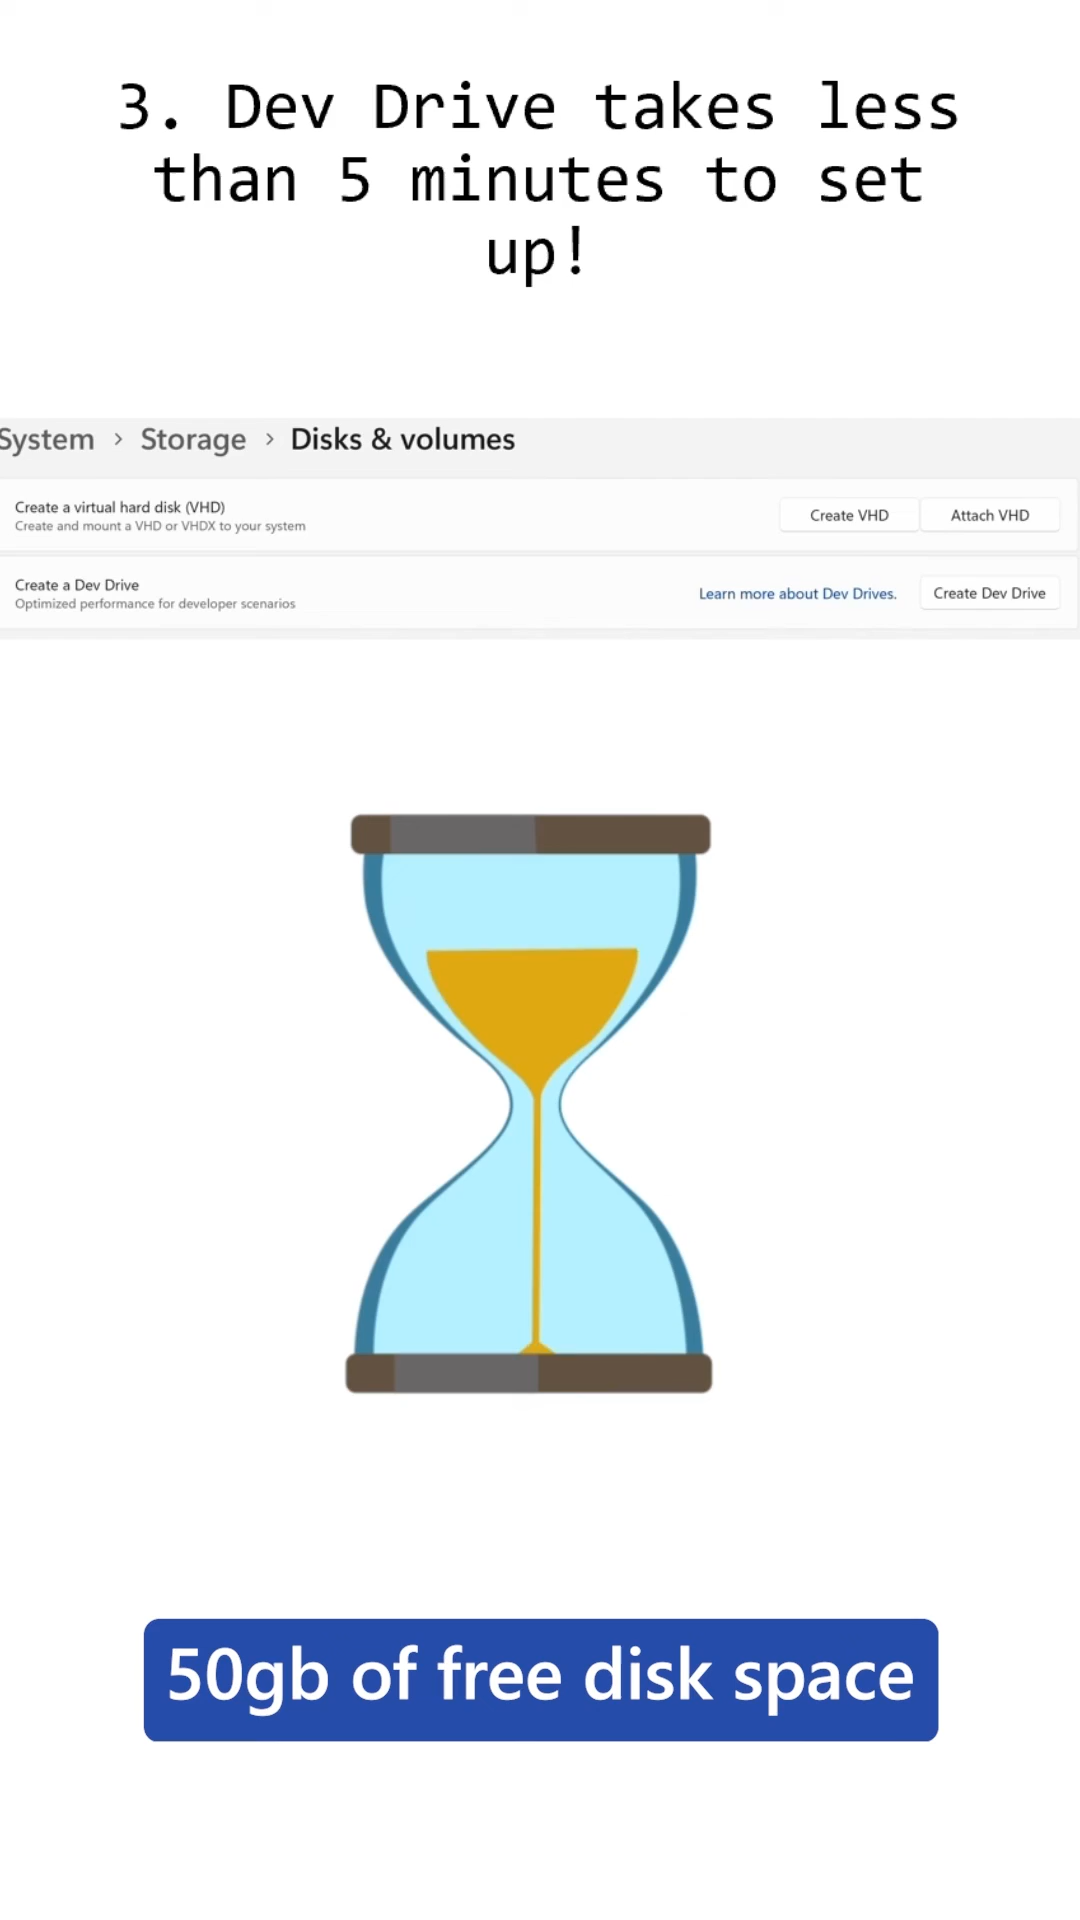 3. Dev Drive takes less
than 5 minutes to set
up!
System > Storage > Disks & volumes
Create a virtual hard disk (VHD)
Create and mount a VHD or VHDX to your system
Create VHD
Attach VHD
Create a Dev Drive
Optimized performance for developer scenarios
Learn more about Dev Drives.
Create Dev Drive
50gb of free disk space